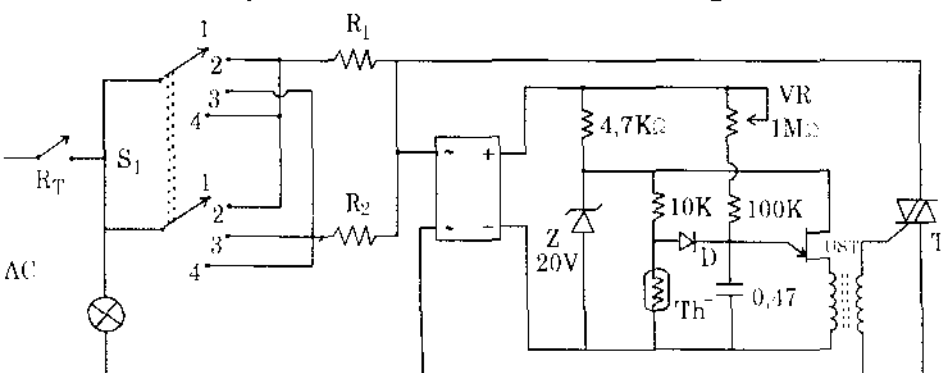 R₁
1
2
3
4
S₁
R_T
1
2
3
4
R₂
AC
~ +
~ −
4,7KΩ
VR
1MΩ
10K
100K
Z
20V
D
Th⁻
0,47
UST
T